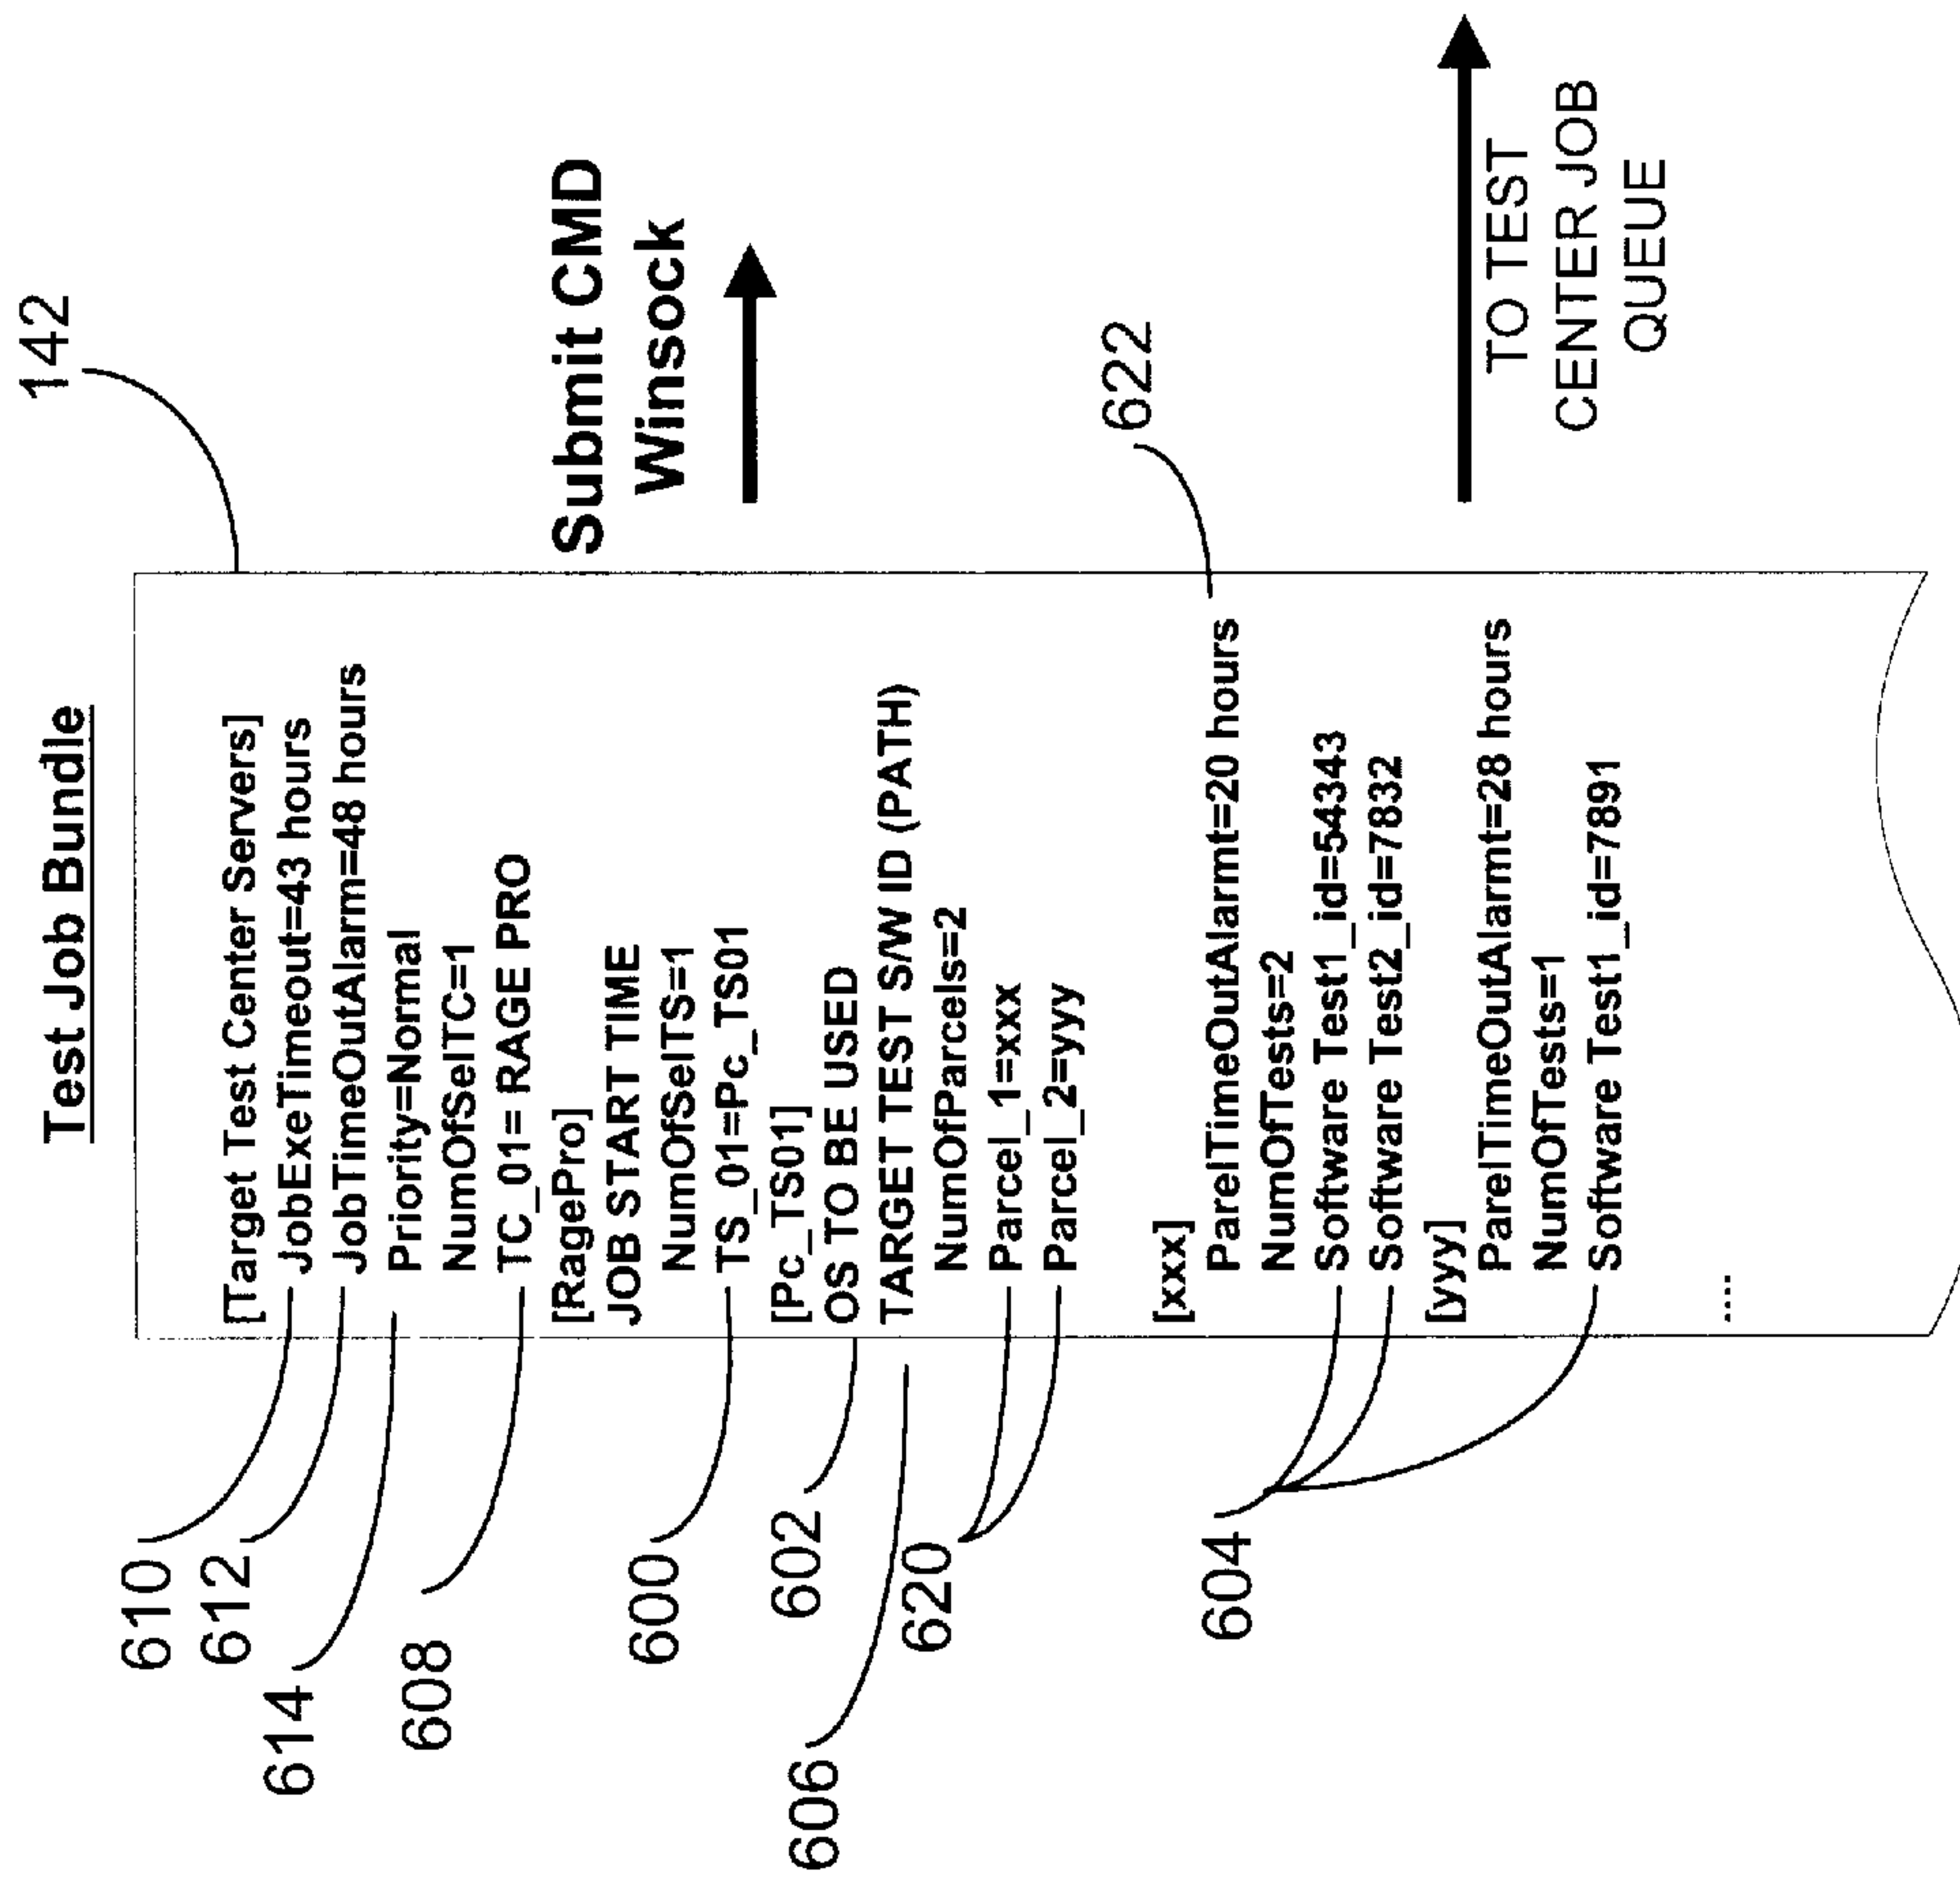 Test Job Bundle
142
[Target Test Center Servers]
610
JobExeTimeout=43 hours
612
JobTimeOutAlarm=48 hours
614
Priority=Normal
NumOfSelTC=1
608
TC_01= RAGE PRO
[RagePro]
JOB START TIME
NumOfSelTS=1
600
TS_01=Pc_TS01
[Pc_TS01]
602
OS TO BE USED
606
TARGET TEST S/W ID (PATH)
NumOfParcels=2
620
Parcel_1=xxx
Parcel_2=yyy
[xxx]
622
ParelTimeOutAlarmt=20 hours
NumOfTests=2
604
Software Test1_id=54343
Software Test2_id=7832
[yyy]
ParelTimeOutAlarmt=28 hours
NumOfTests=1
Software Test1_id=7891
....
Submit CMD
Winsock
TO TEST
CENTER JOB
QUEUE